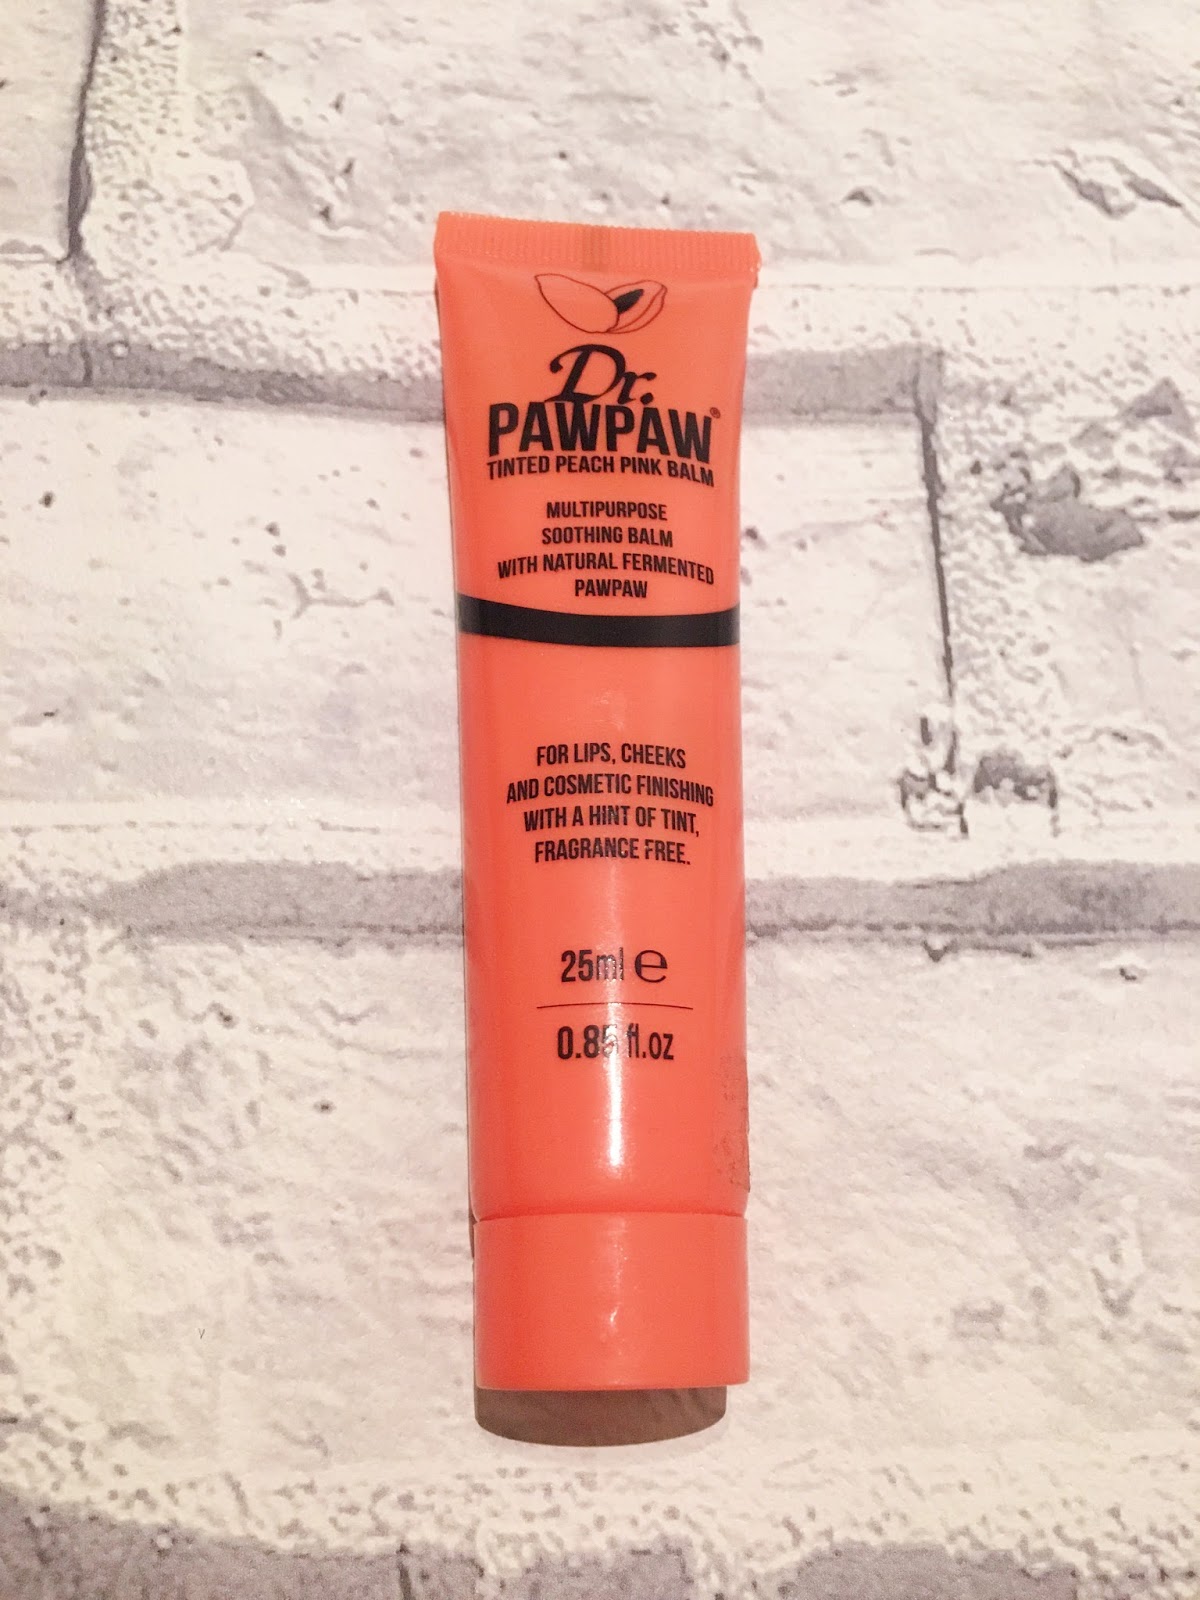 Dr.
PAWPAW®
TINTED PEACH PINK BALM
MULTIPURPOSE
SOOTHING BALM
WITH NATURAL FERMENTED
PAWPAW
FOR LIPS, CHEEKS
AND COSMETIC FINISHING
WITH A HINT OF TINT,
FRAGRANCE FREE.
25ml e
0.85 fl.oz